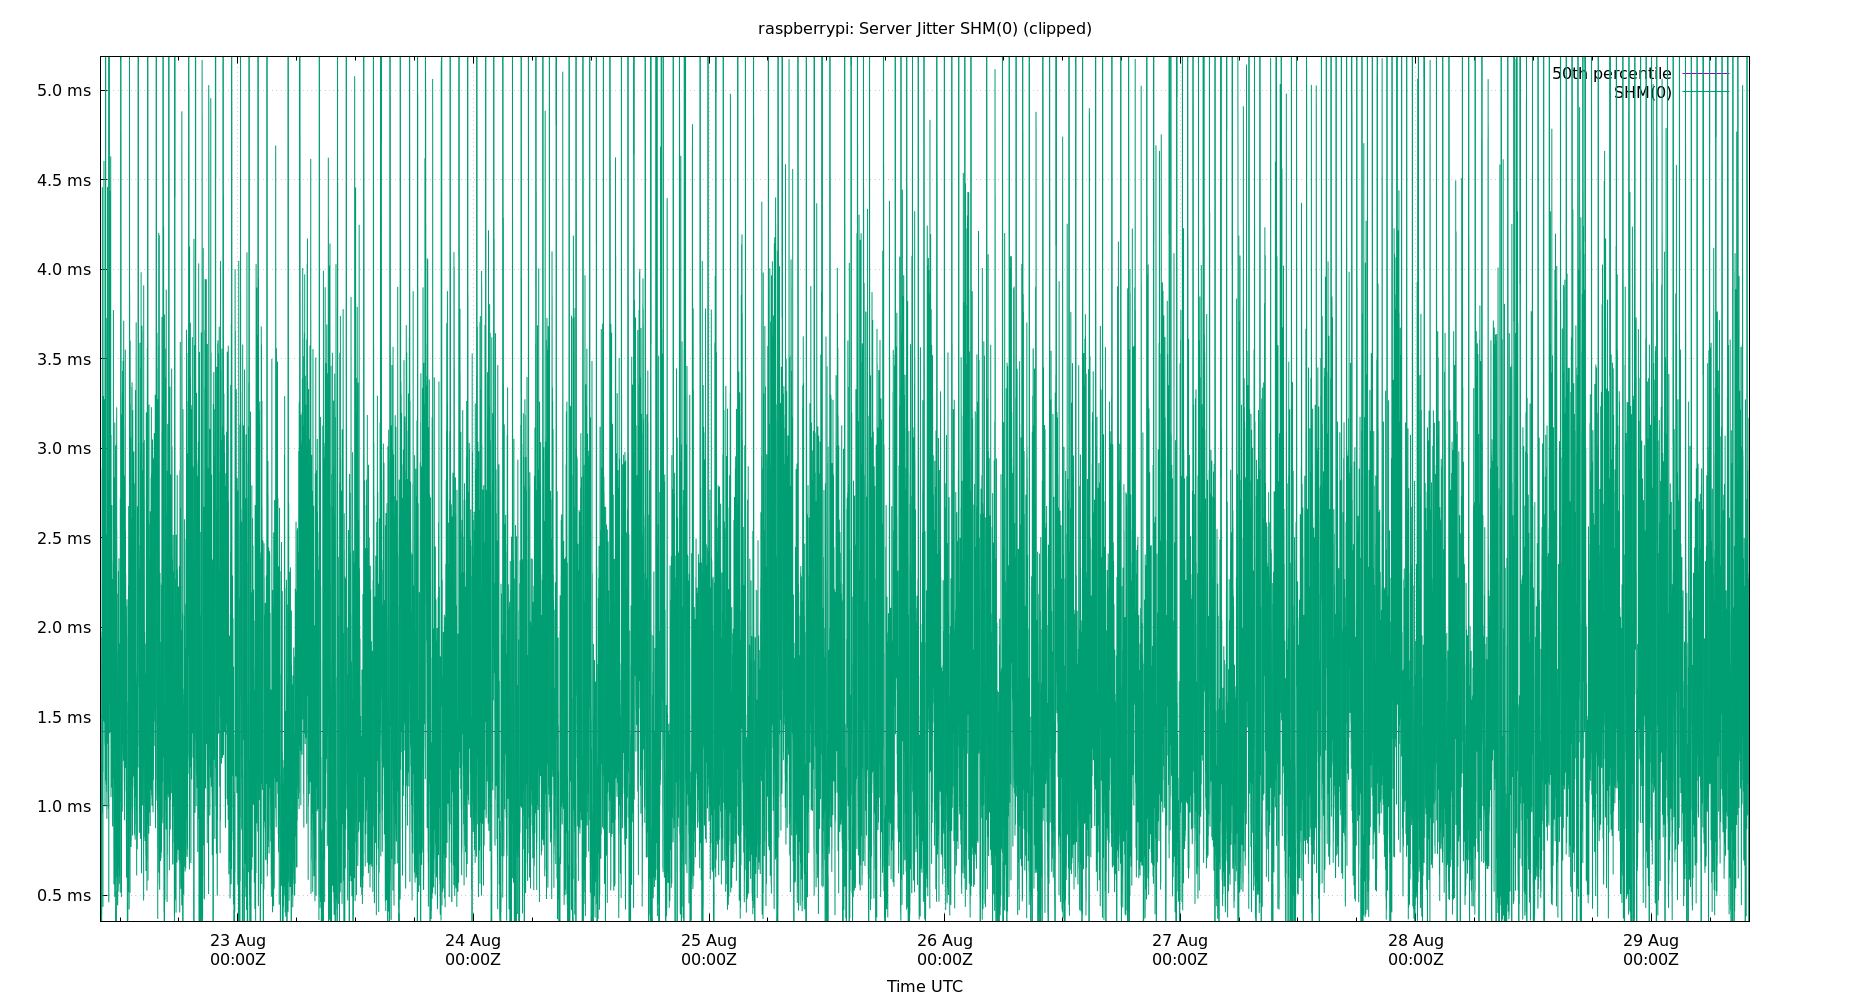 raspberrypi: Server Jitter SHM(0) (clipped)
50th percentile
SHM(0)
5.0 ms
4.5 ms
4.0 ms
3.5 ms
3.0 ms
2.5 ms
2.0 ms
1.5 ms
1.0 ms
0.5 ms
23 Aug 24 Aug 25 Aug 26 Aug 27 Aug 28 Aug 29 Aug
00:00Z 00:00Z 00:00Z 00:00Z 00:00Z 00:00Z 00:00Z
Time UTC